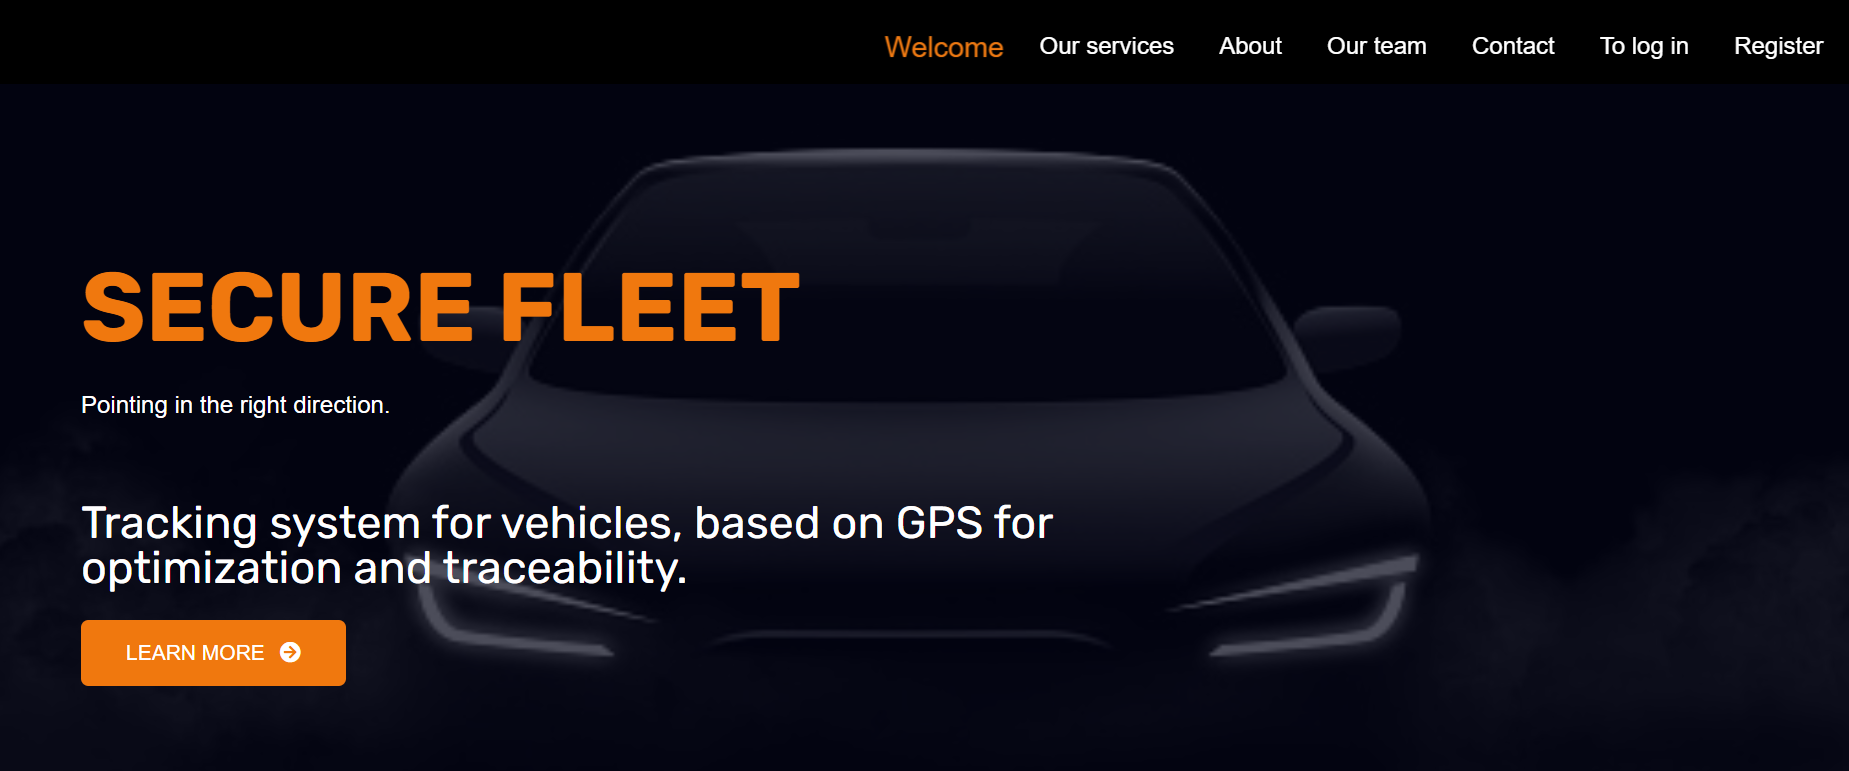 Welcome Our services About Our team Contact To log in Register
SECURE FLEET
Pointing in the right direction.
Tracking system for vehicles, based on GPS for
optimization and traceability.
LEARN MORE